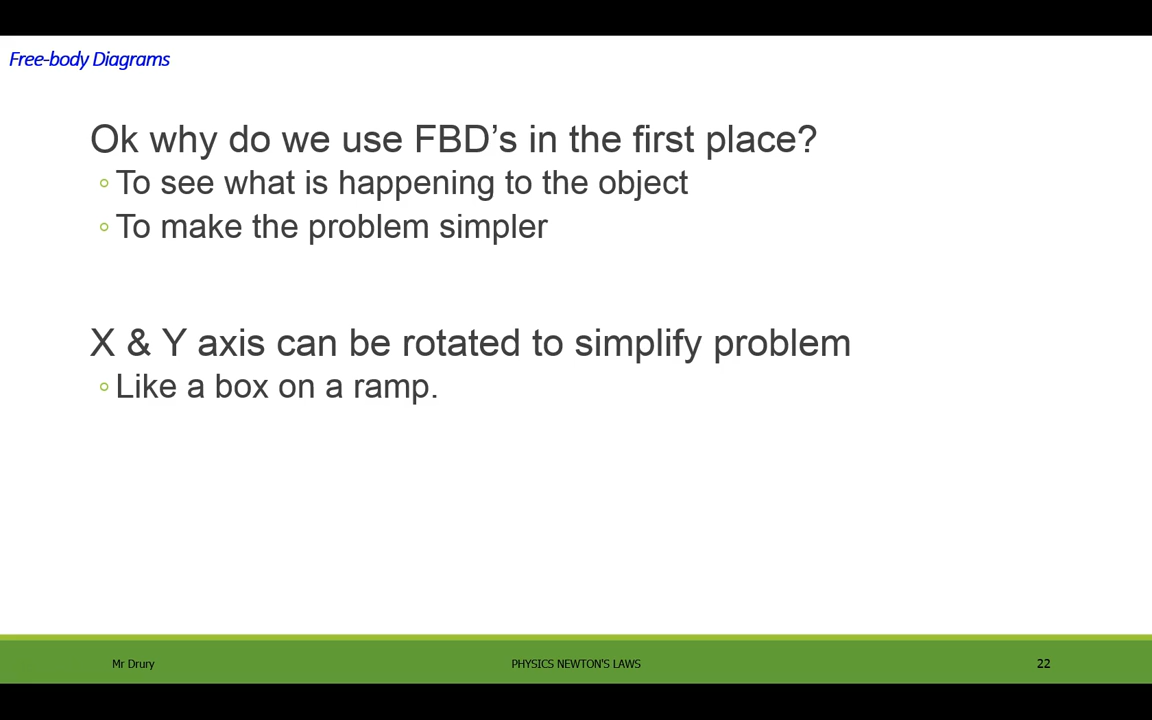 Free-body Diagrams
Ok why do we use FBD’s in the first place?
To see what is happening to the object
To make the problem simpler
X & Y axis can be rotated to simplify problem
Like a box on a ramp.
Mr Drury
PHYSICS NEWTON'S LAWS
22